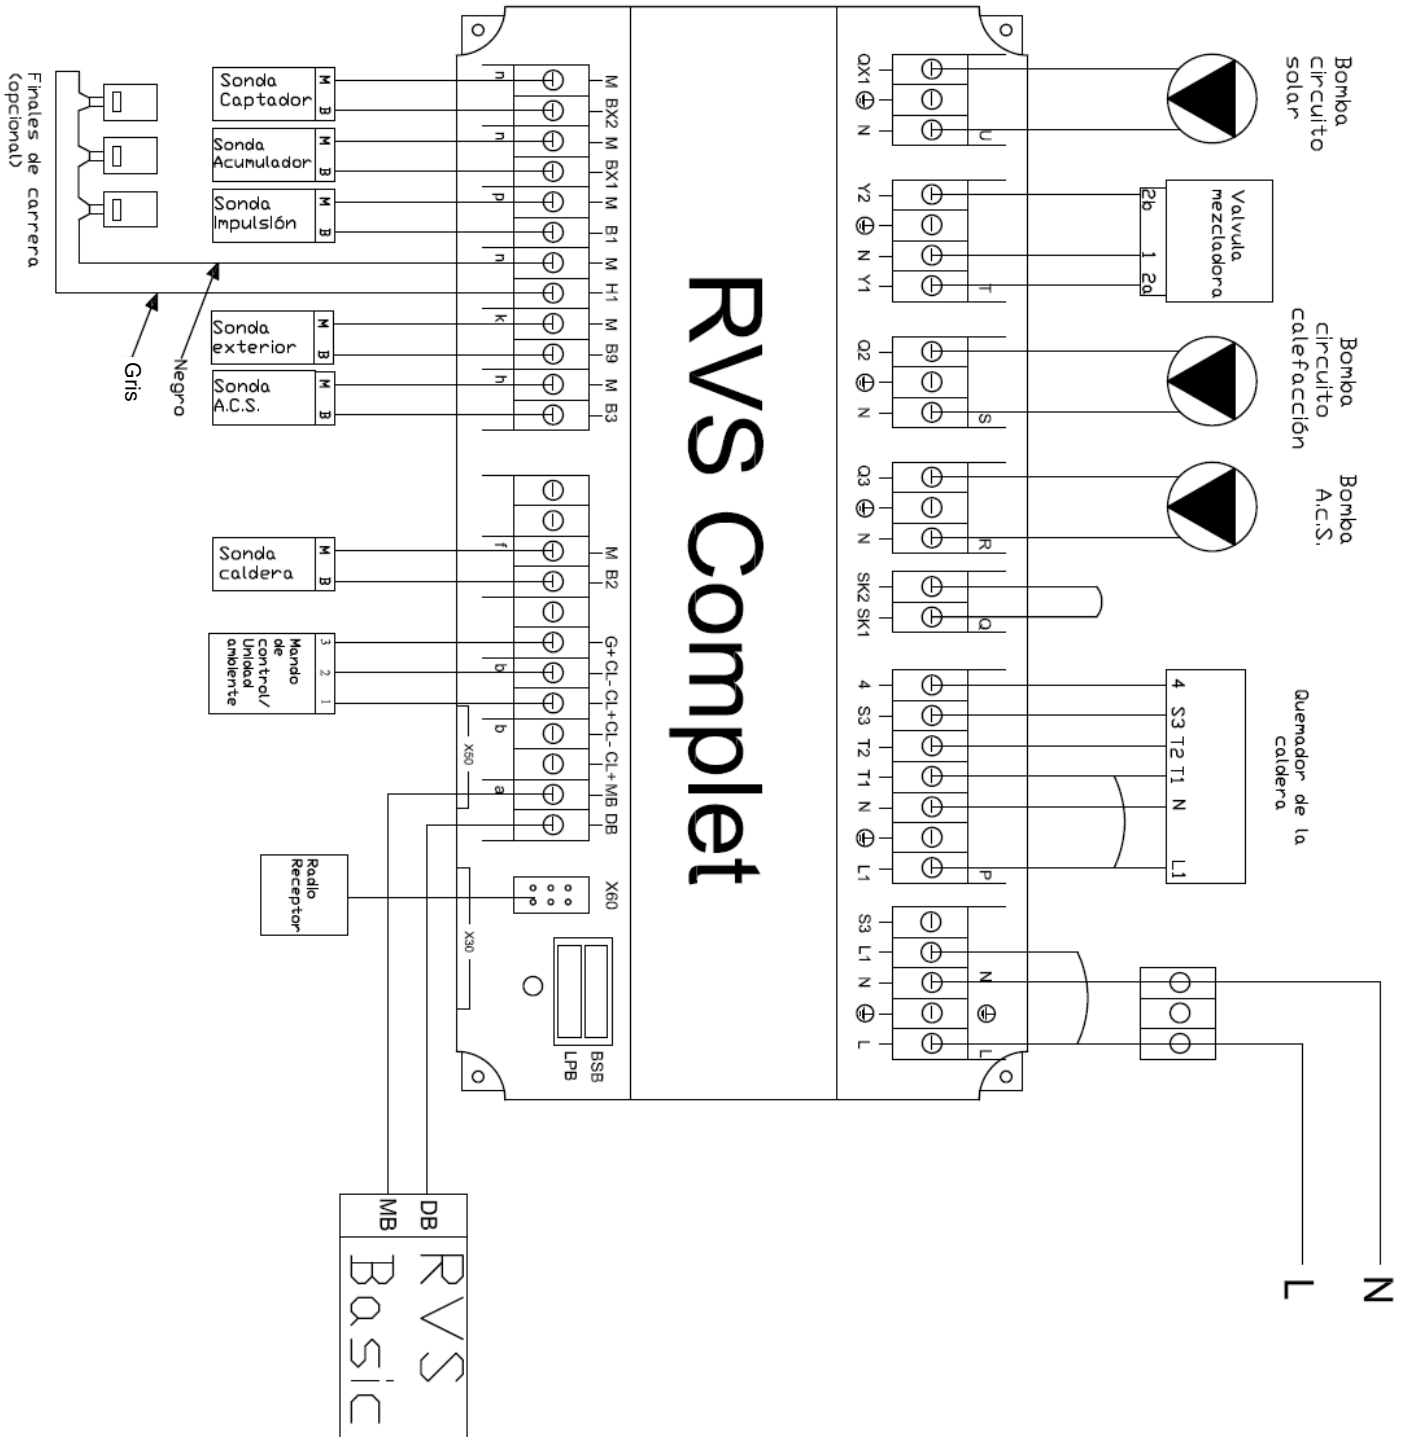 Bomba
circuito
solar
QX1
N
U
Valvula
mezcladora
2b 1 2a
Y2
N
Y1
T
Bomba
circuito
calefacción
Q2
N
S
Bomba
A.c.S.
Q3
N
R
SK2
SK1
Q
Quemador de la
caldera
4 S3 T2 T1 N L1
4
S3
T2
T1
N
L1
P
S3
L1
N
L
N
L
N
L
RVS Complet
M
BX2
M
BX1
M
B1
M
H1
M
B9
M
B3
n
n
p
n
k
h
M
B2
G+
CL-
CL+
CL-
CL+
MB
DB
f
b
b
a
X60
X50
X30
BSB
LPB
Sonda
Captador
M B
Sonda
Acumulador
M B
Sonda
Impulsión
M B
Sonda
exterior
M B
Sonda
A.C.S.
M B
Finales de carrera
(opcional)
Negro
Gris
Sonda
caldera
M B
Mando
de
control/
Unidad
ambiente
3 2 1
Radio
Receptor
DB
MB
RVS
Basic